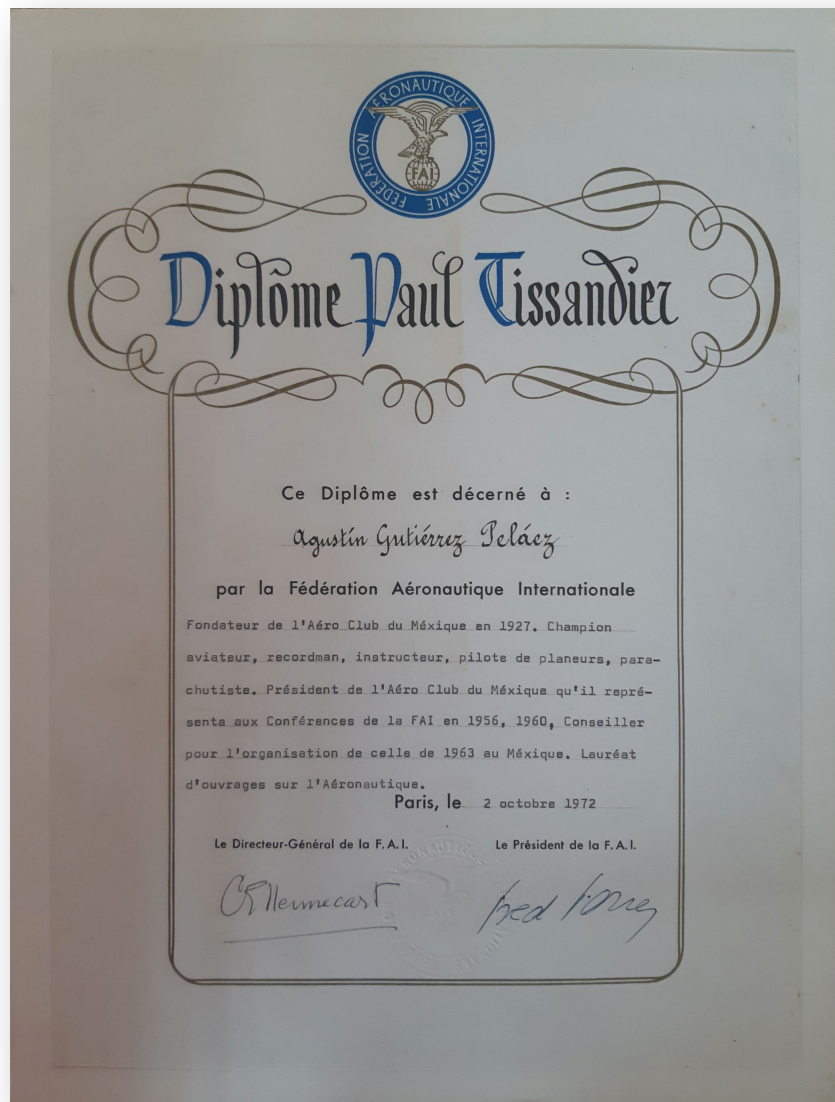 FÉDÉRATION AÉRONAUTIQUE INTERNATIONALE
FAI
Diplôme Paul Tissandier
Ce Diplôme est décerné à :
Agustín Gutiérrez Peláez
par la Fédération Aéronautique Internationale
Fondateur de l'Aéro Club du Méxique en 1927. Champion
aviateur, recordman, instructeur, pilote de planeurs, para-
chutiste. Président de l'Aéro Club du Méxique qu'il repré-
senta aux Conférences de la FAI en 1956, 1960, Conseiller
pour l'organisation de celle de 1963 au Méxique. Lauréat
d'ouvrages sur l'Aéronautique.
Paris, le 2 octobre 1972
Le Directeur-Général de la F.A.I. Le Président de la F.A.I.